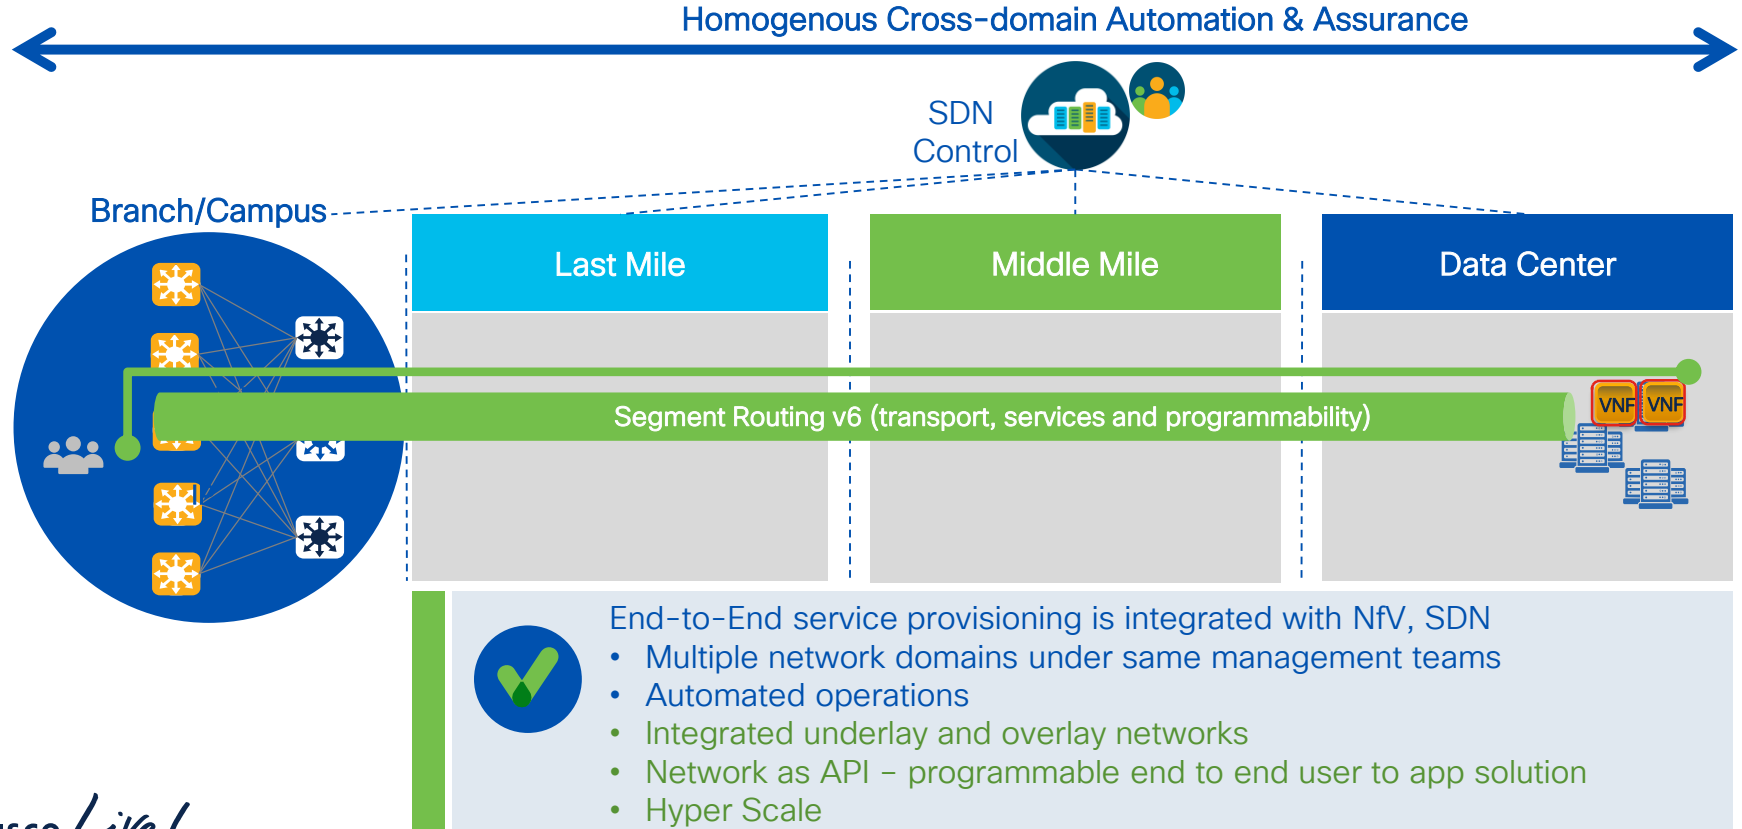 Homogenous Cross-domain Automation & Assurance
SDN
Control
Branch/Campus
Last Mile
Middle Mile
Data Center
Segment Routing v6 (transport, services and programmability)
VNF
VNF
End-to-End service provisioning is integrated with NfV, SDN
• Multiple network domains under same management teams
• Automated operations
• Integrated underlay and overlay networks
• Network as API – programmable end to end user to app solution
• Hyper Scale
Live!